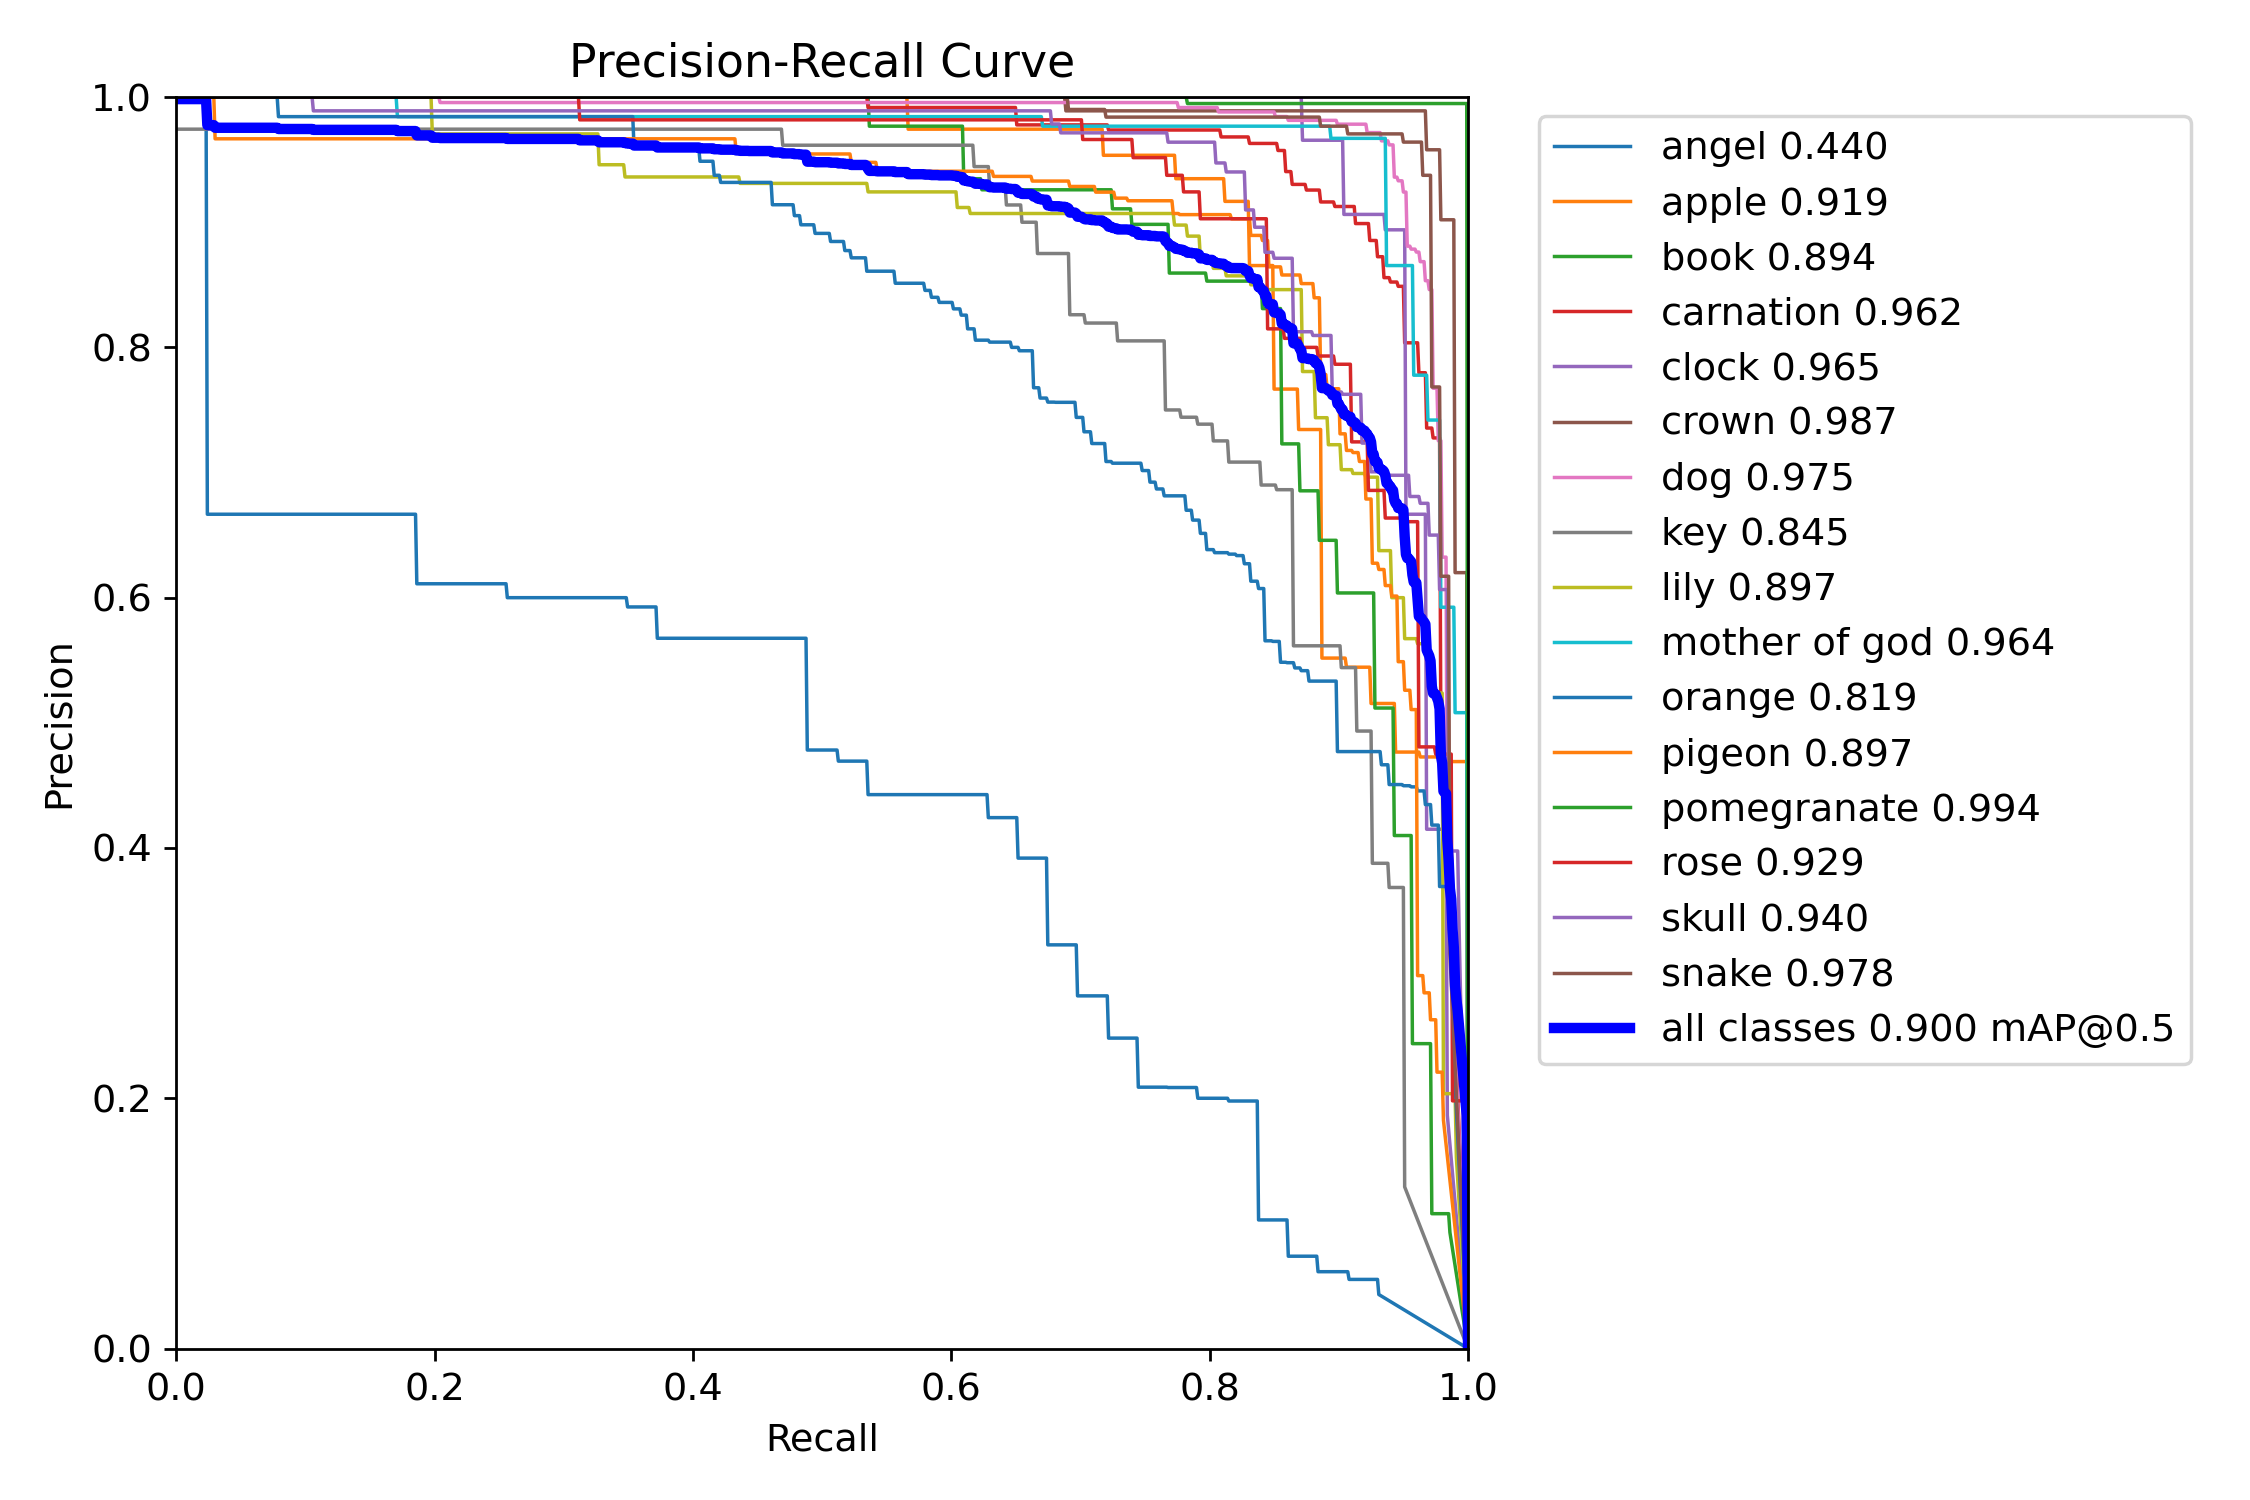 Precision-Recall Curve
1.0
0.8
0.6
0.4
0.2
0.0
Precision
0.0 0.2 0.4 0.6 0.8 1.0
Recall
angel 0.440
apple 0.919
book 0.894
carnation 0.962
clock 0.965
crown 0.987
dog 0.975
key 0.845
lily 0.897
mother of god 0.964
orange 0.819
pigeon 0.897
pomegranate 0.994
rose 0.929
skull 0.940
snake 0.978
all classes 0.900 mAP@0.5